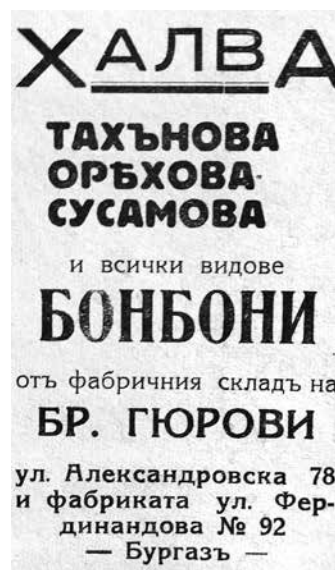 ХАЛВА
ТАХЪНОВА
ОРѢХОВА
СУСАМОВА
и всички видове
БОНБОНИ
отъ фабричния складъ на
БР. ГЮРОВИ
ул. Александровска 78
и фабриката ул. Фер-
динандова № 92
— Бургазъ —